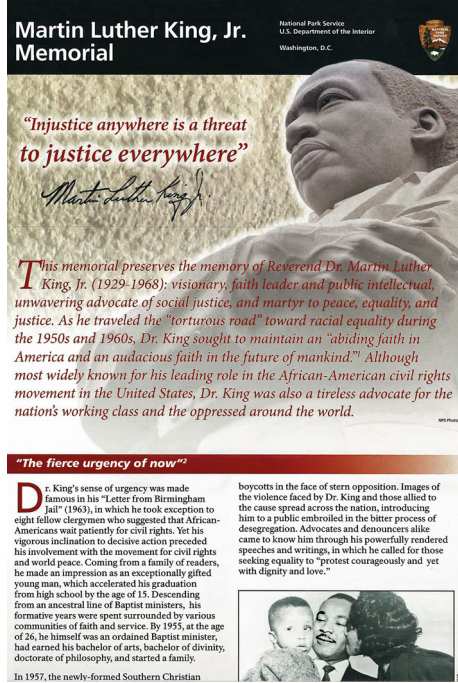 Martin Luther King, Jr.
Memorial
National Park Service
U.S. Department of the Interior
Washington, D.C.
“Injustice anywhere is a threat
to justice everywhere”
Martin Luther King Jr.
This memorial preserves the memory of Reverend Dr. Martin Luther
King, Jr. (1929-1968): visionary, faith leader and public intellectual,
unwavering advocate of social justice, and martyr to peace, equality, and
justice. As he traveled the “torturous road” toward racial equality during
the 1950s and 1960s, Dr. King sought to maintain an “abiding faith in
America and an audacious faith in the future of mankind.”¹ Although
most widely known for his leading role in the African-American civil rights
movement in the United States, Dr. King was also a tireless advocate for the
nation’s working class and the oppressed around the world.
NPS Photo
“The fierce urgency of now”²
Dr. King’s sense of urgency was made
famous in his “Letter from Birmingham
Jail” (1963), in which he took exception to
eight fellow clergymen who suggested that African-
Americans wait patiently for civil rights. Yet his
vigorous inclination to decisive action preceded
his involvement with the movement for civil rights
and world peace. Coming from a family of readers,
he made an impression as an exceptionally gifted
young man, which accelerated his graduation
from high school by the age of 15. Descending
from an ancestral line of Baptist ministers, his
formative years were spent surrounded by various
communities of faith and service. By 1955, at the age
of 26, he himself was an ordained Baptist minister,
had earned his bachelor of arts, bachelor of divinity,
doctorate of philosophy, and started a family.
In 1957, the newly-formed Southern Christian
boycotts in the face of stern opposition. Images of
the violence faced by Dr. King and those allied to
the cause spread across the nation, introducing
him to a public embroiled in the bitter process of
desegregation. Advocates and denouncers alike
came to know him through his powerfully rendered
speeches and writings, in which he called for those
seeking equality to “protest courageously and yet
with dignity and love.”